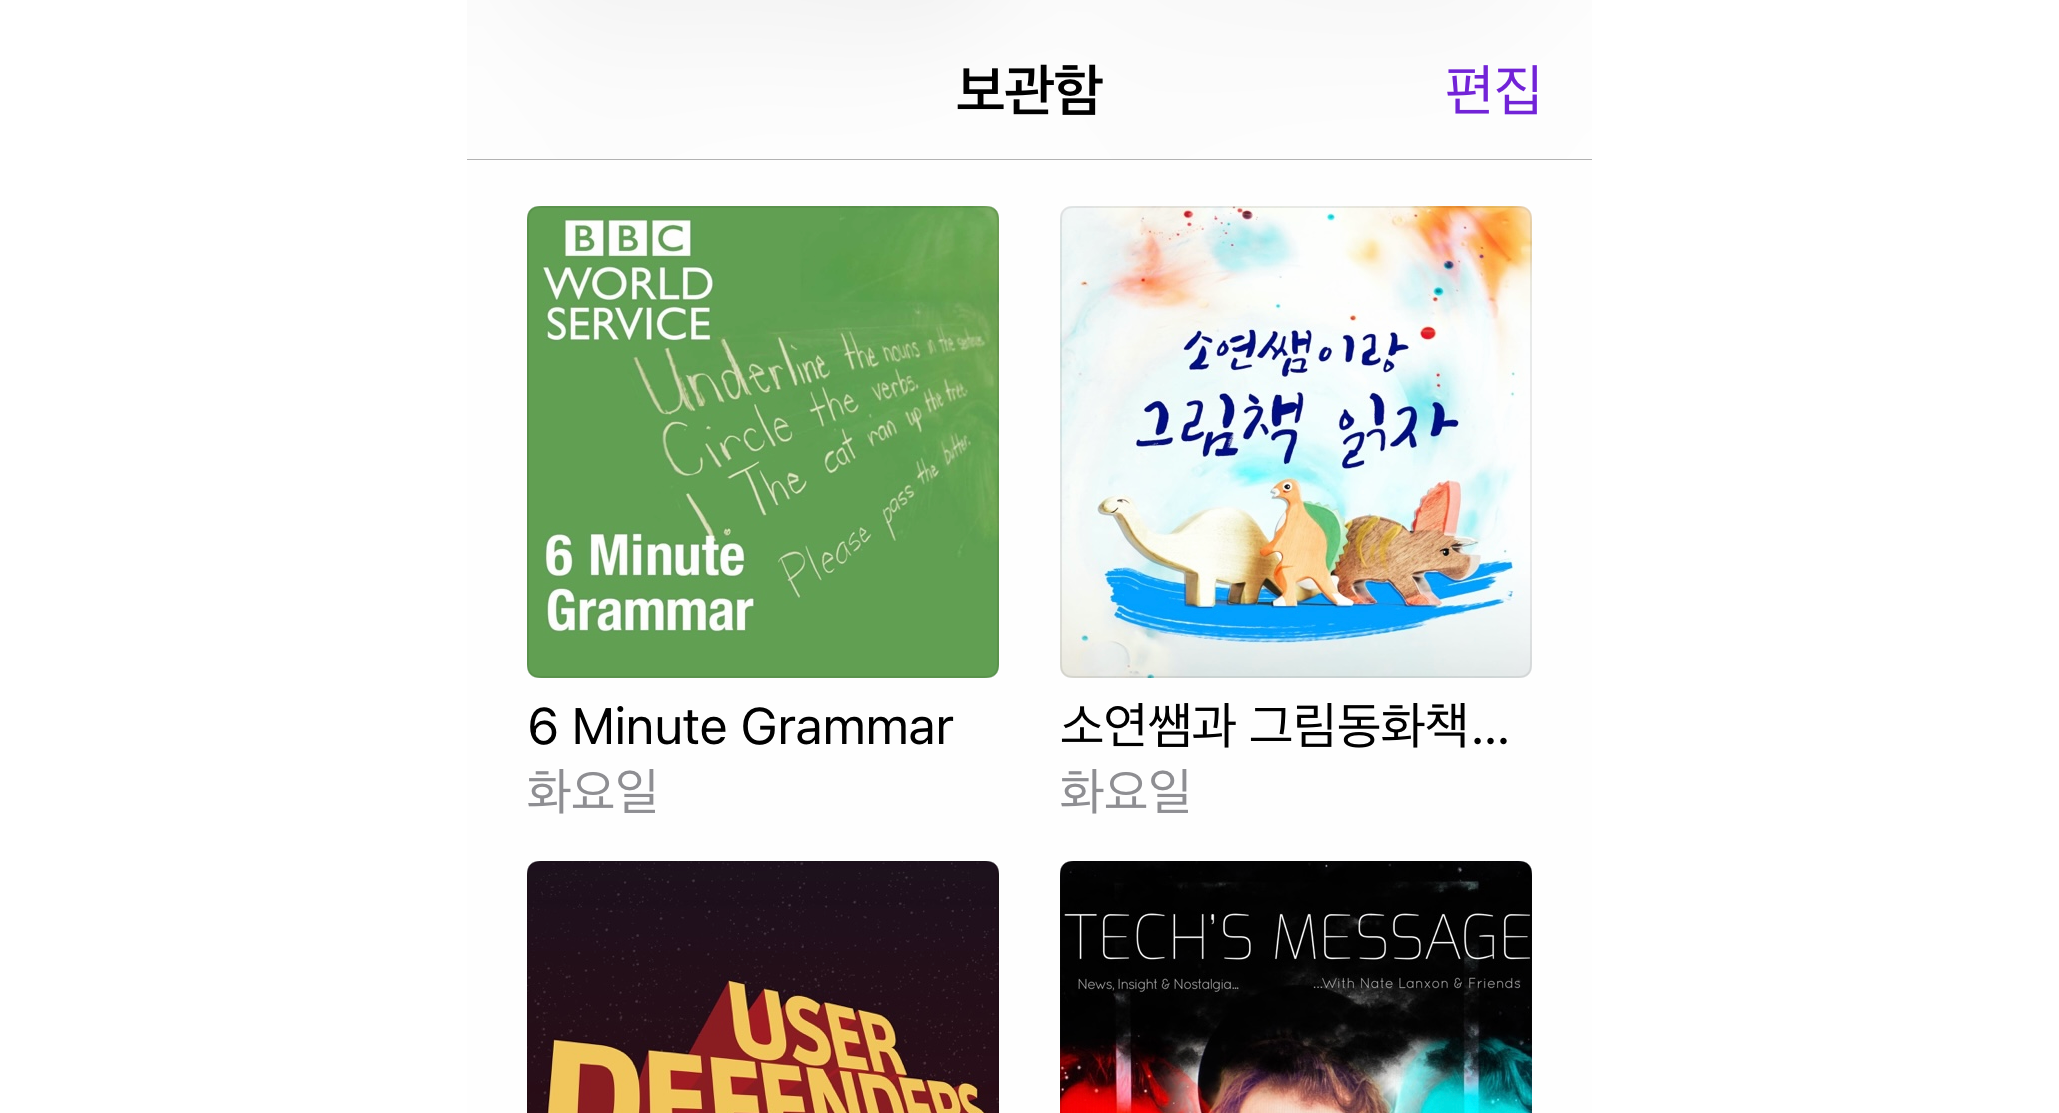 보관함
편집
BBC
WORLD
SERVICE
Underline the nouns in the sentences.
Circle the verbs.
1. The cat ran up the tree.
Please pass the butter.
6 Minute
Grammar
소연쌤이랑
그림책 읽자
6 Minute Grammar
소연쌤과 그림동화책...
화요일
화요일
USER
DEFENDERS
TECH'S MESSAGE
News, Insight & Nostalgia...
...With Nate Lanxon & Friends